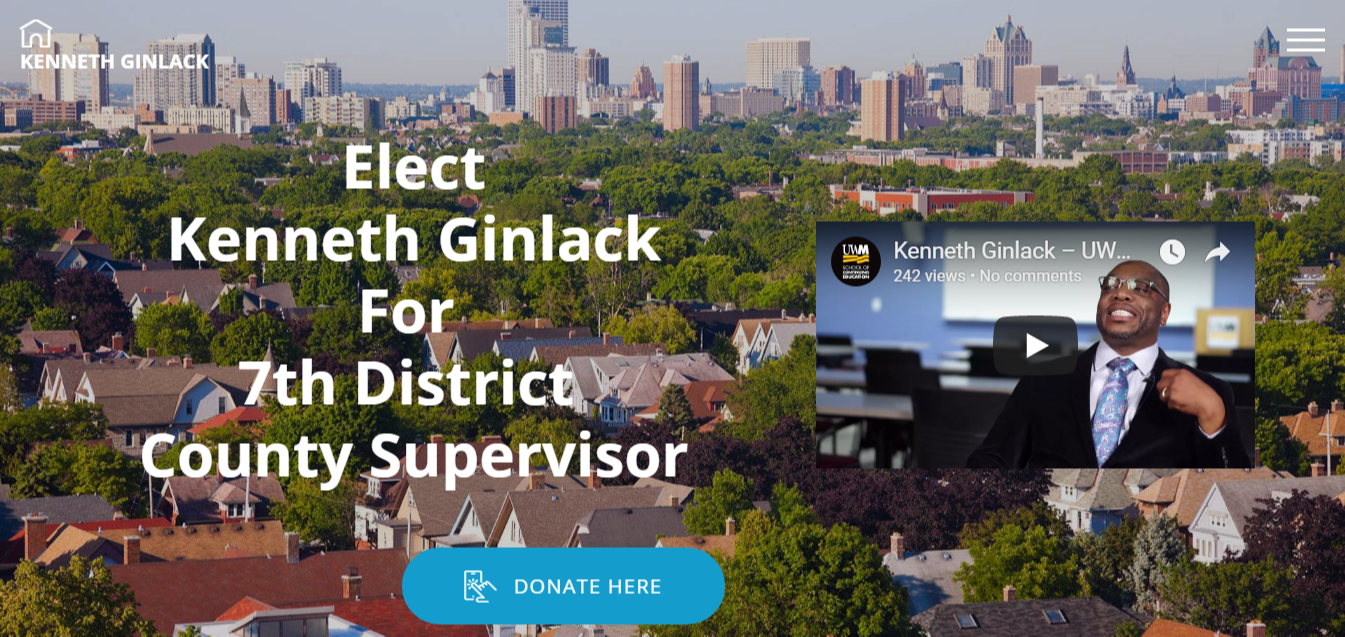 KENNETH GINLACK
Elect
Kenneth Ginlack
For
7th District
County Supervisor
UWM
SCHOOL OF
CONTINUING
EDUCATION
Kenneth Ginlack – UW...
242 views • No comments
DONATE HERE